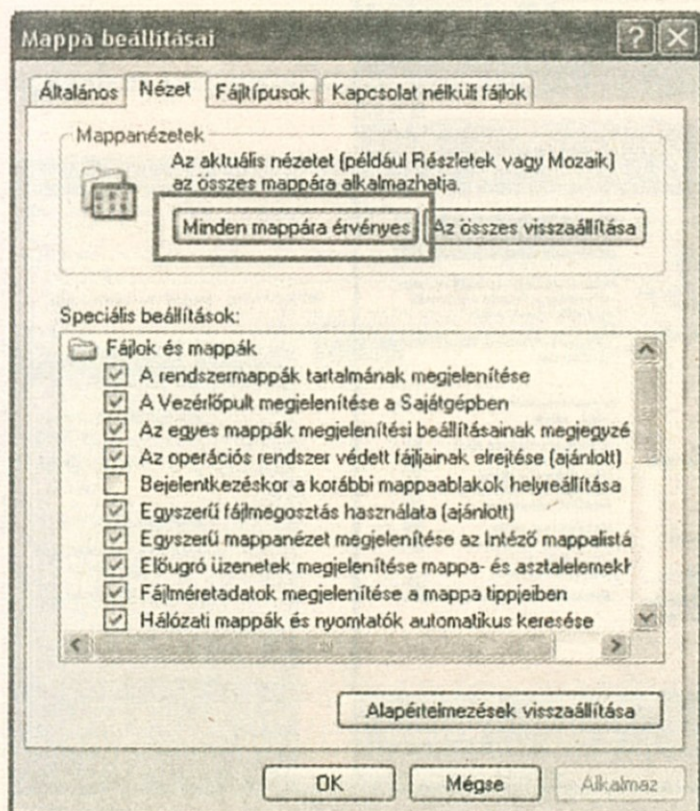 Mappa beállításai
Általános Nézet Fájltípusok Kapcsolat nélküli fájlok
Mappanézetek
Az aktuális nézetet (például Részletek vagy Mozaik)
az összes mappára alkalmazhatja.
Minden mappára érvényes Az összes visszaállítása
Speciális beállítások:
Fájlok és mappák
A rendszermappák tartalmának megjelenítése
A Vezérlőpult megjelenítése a Sajátgépben
Az egyes mappák megjelenítési beállításainak megjegyzé
Az operációs rendszer védett fájljainak elrejtése (ajánlott)
Bejelentkezéskor a korábbi mappaablakok helyreállítása
Egyszerű fájlmegosztás használata (ajánlott)
Egyszerű mappanézet megjelenítése az Intéző mappalistá
Előugró üzenetek megjelenítése mappa- és asztalelemekh
Fájlméretadatok megjelenítése a mappa tippjeiben
Hálózati mappák és nyomtatók automatikus keresése
Alapértelmezések visszaállítása
OK Mégse Alkalmaz